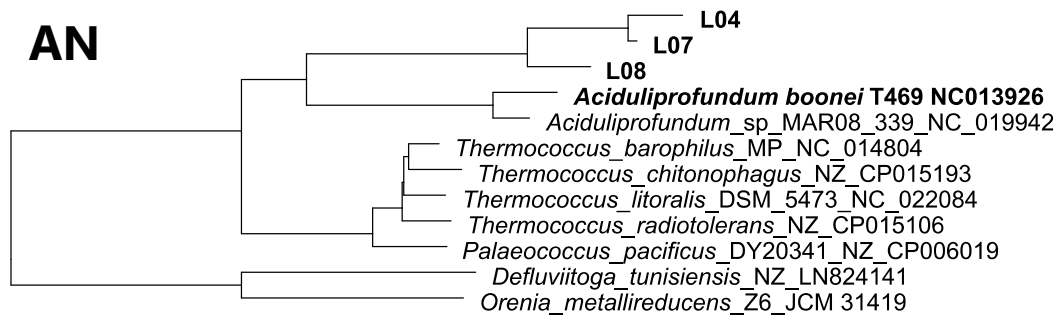 AN
L04
L07
L08
Aciduliprofundum boonei T469 NC013926
Aciduliprofundum_sp_MAR08_339_NC_019942
Thermococcus_barophilus_MP_NC_014804
Thermococcus_chitonophagus_NZ_CP015193
Thermococcus_litoralis_DSM_5473_NC_022084
Thermococcus_radiotolerans_NZ_CP015106
Palaeococcus_pacificus_DY20341_NZ_CP006019
Defluviitoga_tunisiensis_NZ_LN824141
Orenia_metallireducens_Z6_JCM 31419